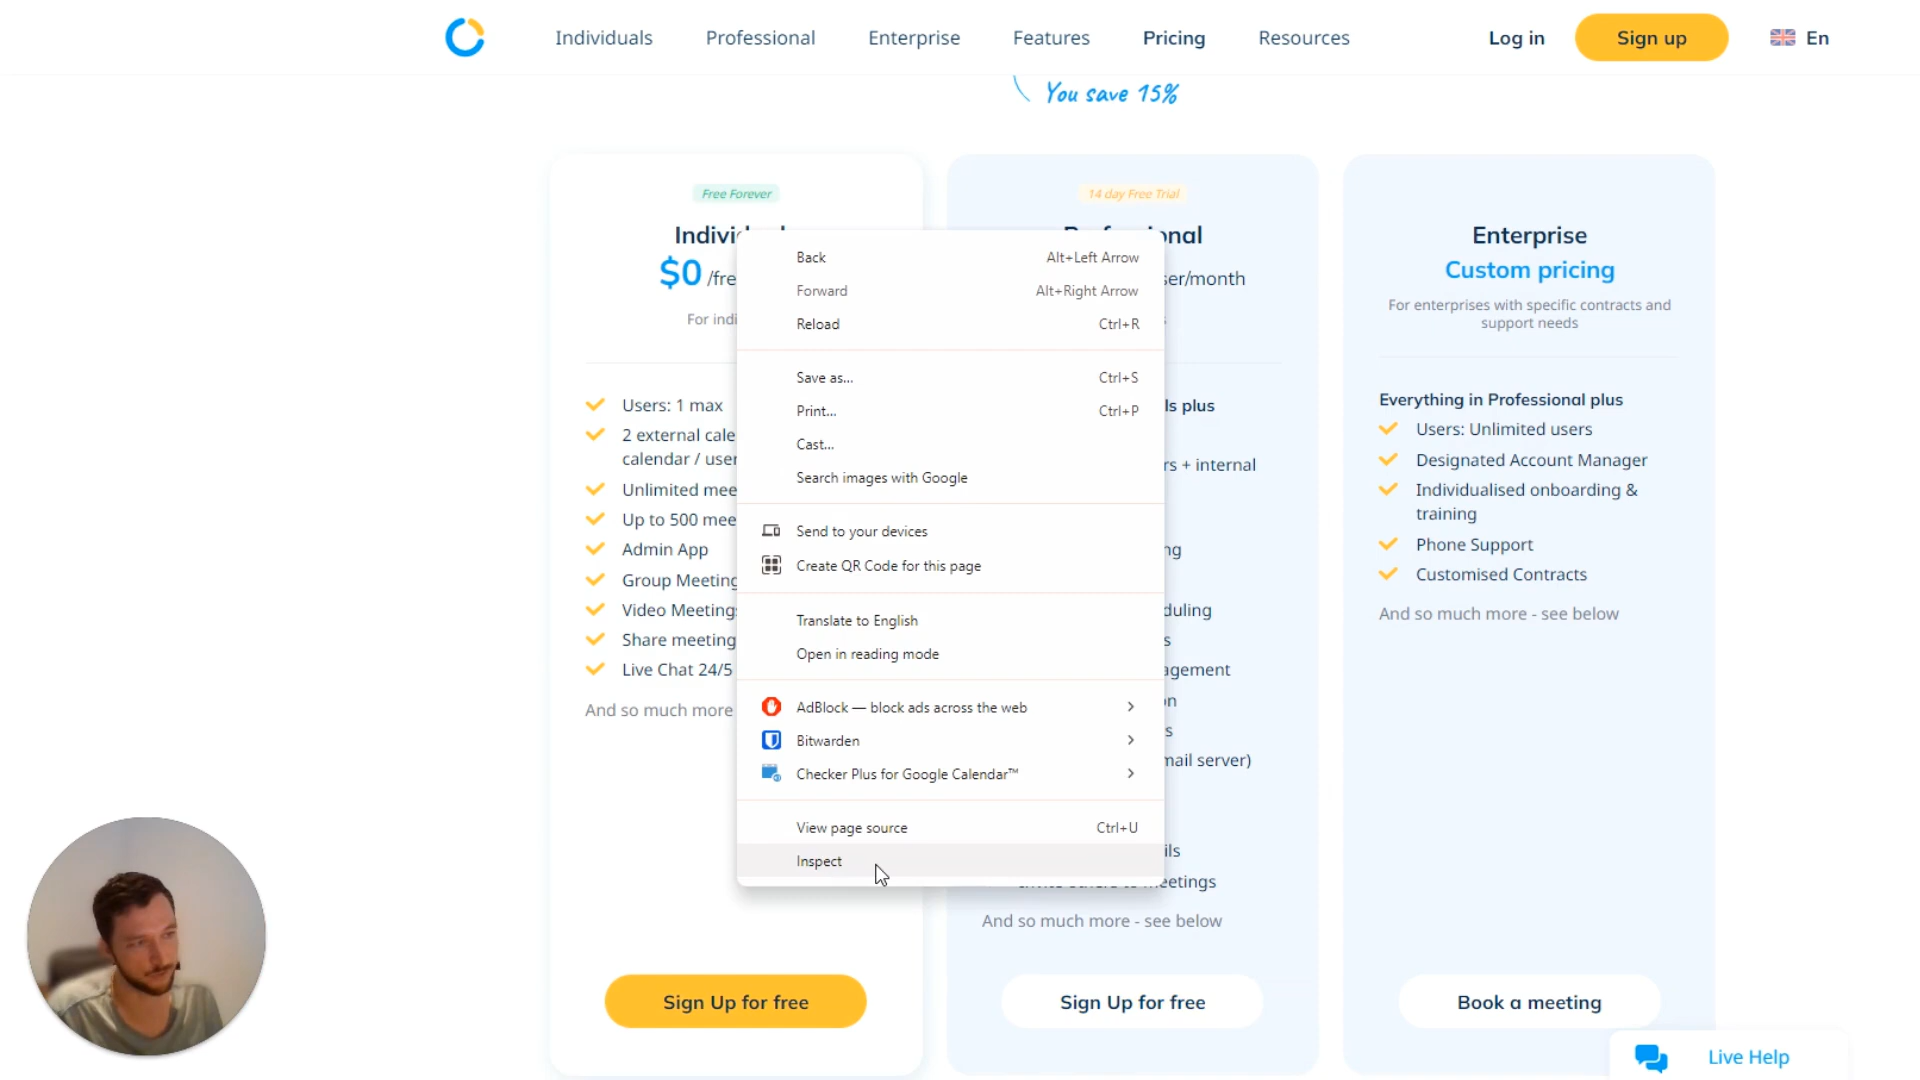 Individuals
Professional
Enterprise
Features
Pricing
Resources
Log in
Sign up
En
You save 15%
Free Forever
$0 /fre
For indi
Users: 1 max
2 external cale
calendar / user
Unlimited mee
Up to 500 mee
Admin App
Group Meeting
Video Meetings
Share meeting
Live Chat 24/5
And so much more
Sign Up for free
Back Alt+Left Arrow
Forward Alt+Right Arrow
Reload Ctrl+R
Save as... Ctrl+S
Print... Ctrl+P
Cast...
Search images with Google
Send to your devices
Create QR Code for this page
Translate to English
Open in reading mode
AdBlock — block ads across the web
Bitwarden
Checker Plus for Google Calendar™
View page source Ctrl+U
Inspect
14 day Free Trial
ser/month
ls plus
rs + internal
ng
duling
s
agement
on
s
mail server)
ils
meetings
And so much more - see below
Sign Up for free
Enterprise
Custom pricing
For enterprises with specific contracts and
support needs
Everything in Professional plus
Users: Unlimited users
Designated Account Manager
Individualised onboarding &
training
Phone Support
Customised Contracts
And so much more - see below
Book a meeting
Live Help